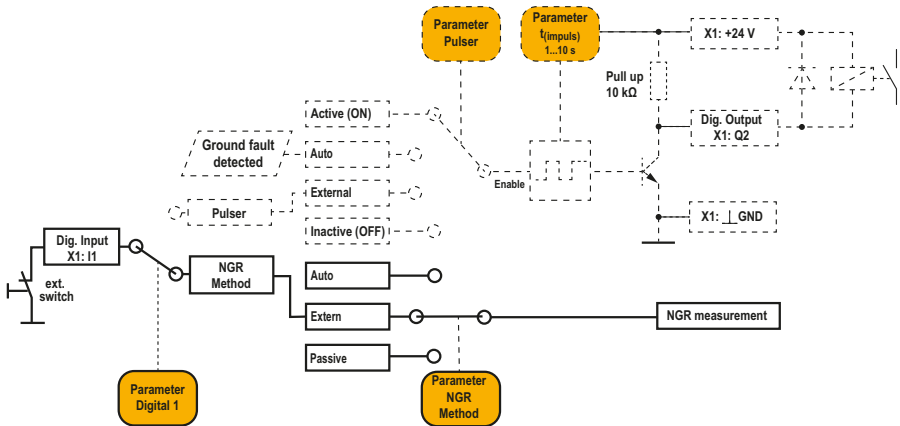 Parameter
Pulser
Parameter
t(impuls)
1...10 s
X1: +24 V
Pull up
10 kΩ
Active (ON)
Ground fault
detected
Auto
Dig. Output
X1: Q2
Enable
External
Pulser
Inactive (OFF)
X1: ⊥GND
Dig. Input
X1: I1
ext.
switch
NGR
Method
Auto
Extern
NGR measurement
Passive
Parameter
Digital 1
Parameter
NGR
Method